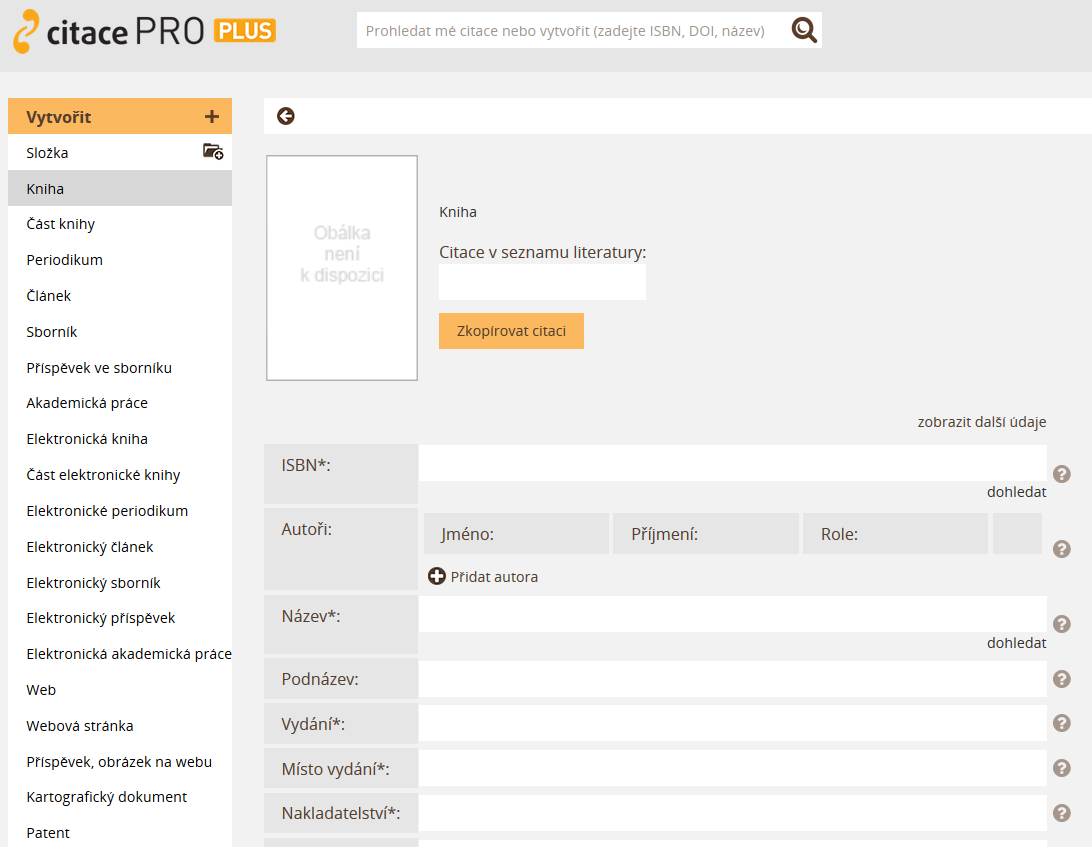 citace PRO PLUS
Prohledat mé citace nebo vytvořit (zadejte ISBN, DOI, název)
Vytvořit
Složka
Kniha
Část knihy
Periodikum
Článek
Sborník
Příspěvek ve sborníku
Akademická práce
Elektronická kniha
Část elektronické knihy
Elektronické periodikum
Elektronický článek
Elektronický sborník
Elektronický příspěvek
Elektronická akademická práce
Web
Webová stránka
Příspěvek, obrázek na webu
Kartografický dokument
Patent
Obálka
není
k dispozici
Kniha
Citace v seznamu literatury:
Zkopírovat citaci
zobrazit další údaje
ISBN*:
dohledat
Autoři:
Jméno: Příjmení: Role:
Přidat autora
Název*:
dohledat
Podnázev:
Vydání*:
Místo vydání*:
Nakladatelství*: